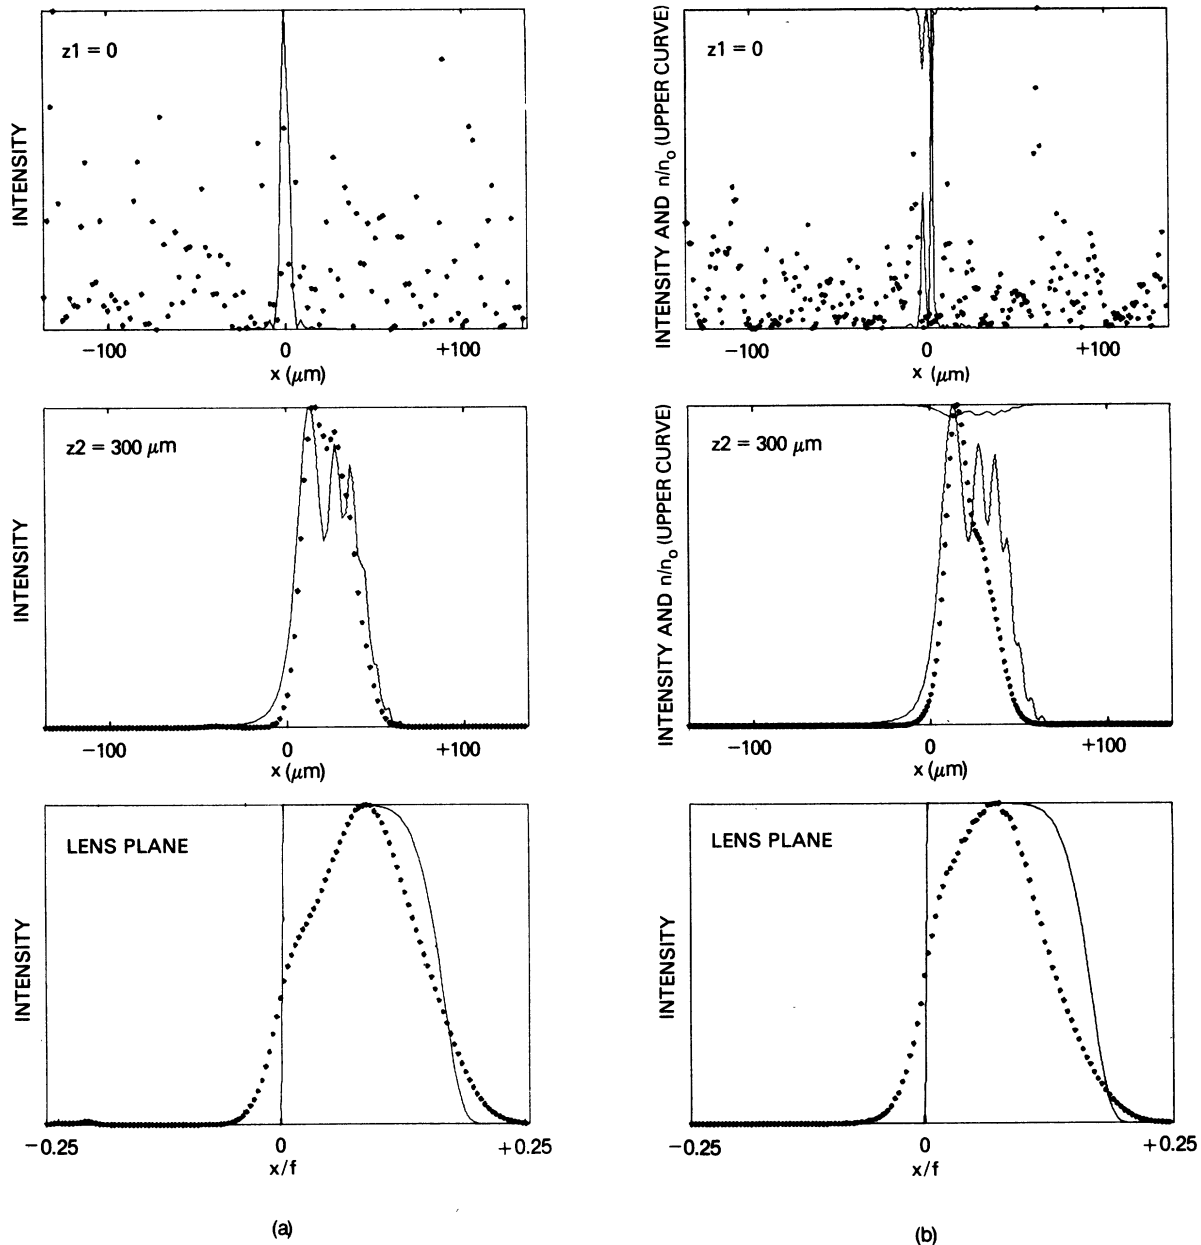 INTENSITY
z1 = 0
−100
0
+100
x (μm)
INTENSITY AND n/n₀ (UPPER CURVE)
z1 = 0
−100
0
+100
x (μm)
INTENSITY
z2 = 300 μm
−100
0
+100
x (μm)
INTENSITY AND n/n₀ (UPPER CURVE)
z2 = 300 μm
−100
0
+100
x (μm)
INTENSITY
LENS PLANE
−0.25
0
+0.25
x/f
(a)
INTENSITY
LENS PLANE
−0.25
0
+0.25
x/f
(b)